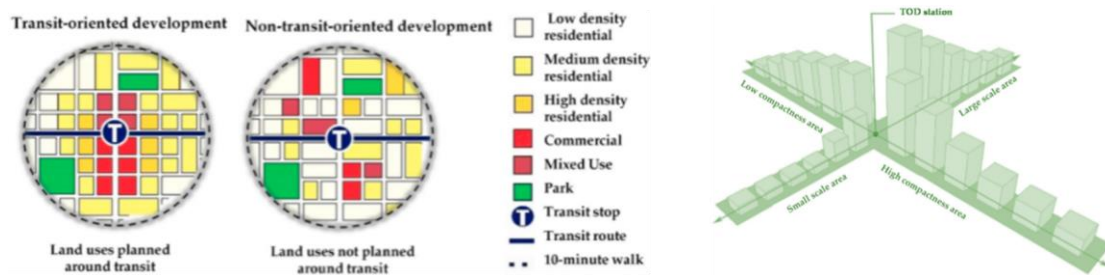 Transit-oriented development
T
Land uses planned
around transit
Non-transit-oriented development
T
Land uses not planned
around transit
Low density
residential
Medium density
residential
High density
residential
Commercial
Mixed Use
Park
T
Transit stop
Transit route
10-minute walk
TOD station
Low compactness area
Large scale area
Small scale area
High compactness area